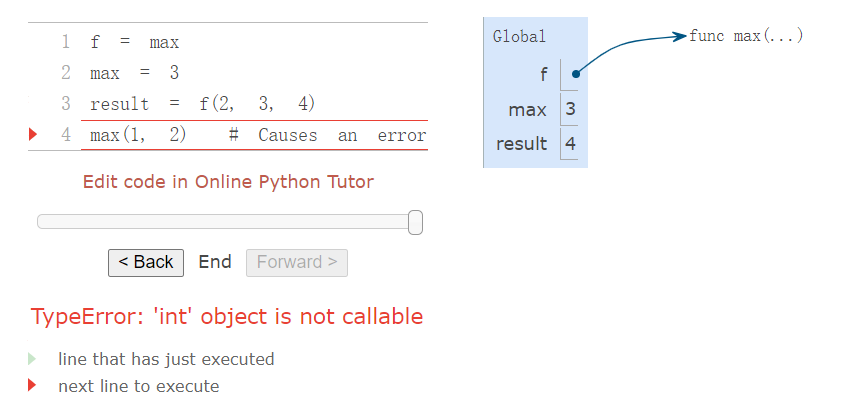 1 f = max
2 max = 3
3 result = f(2, 3, 4)
4 max(1, 2) # Causes an error
Edit code in Online Python Tutor
< Back End Forward >
TypeError: 'int' object is not callable
line that has just executed
next line to execute
Global
f
func max(...)
max 3
result 4